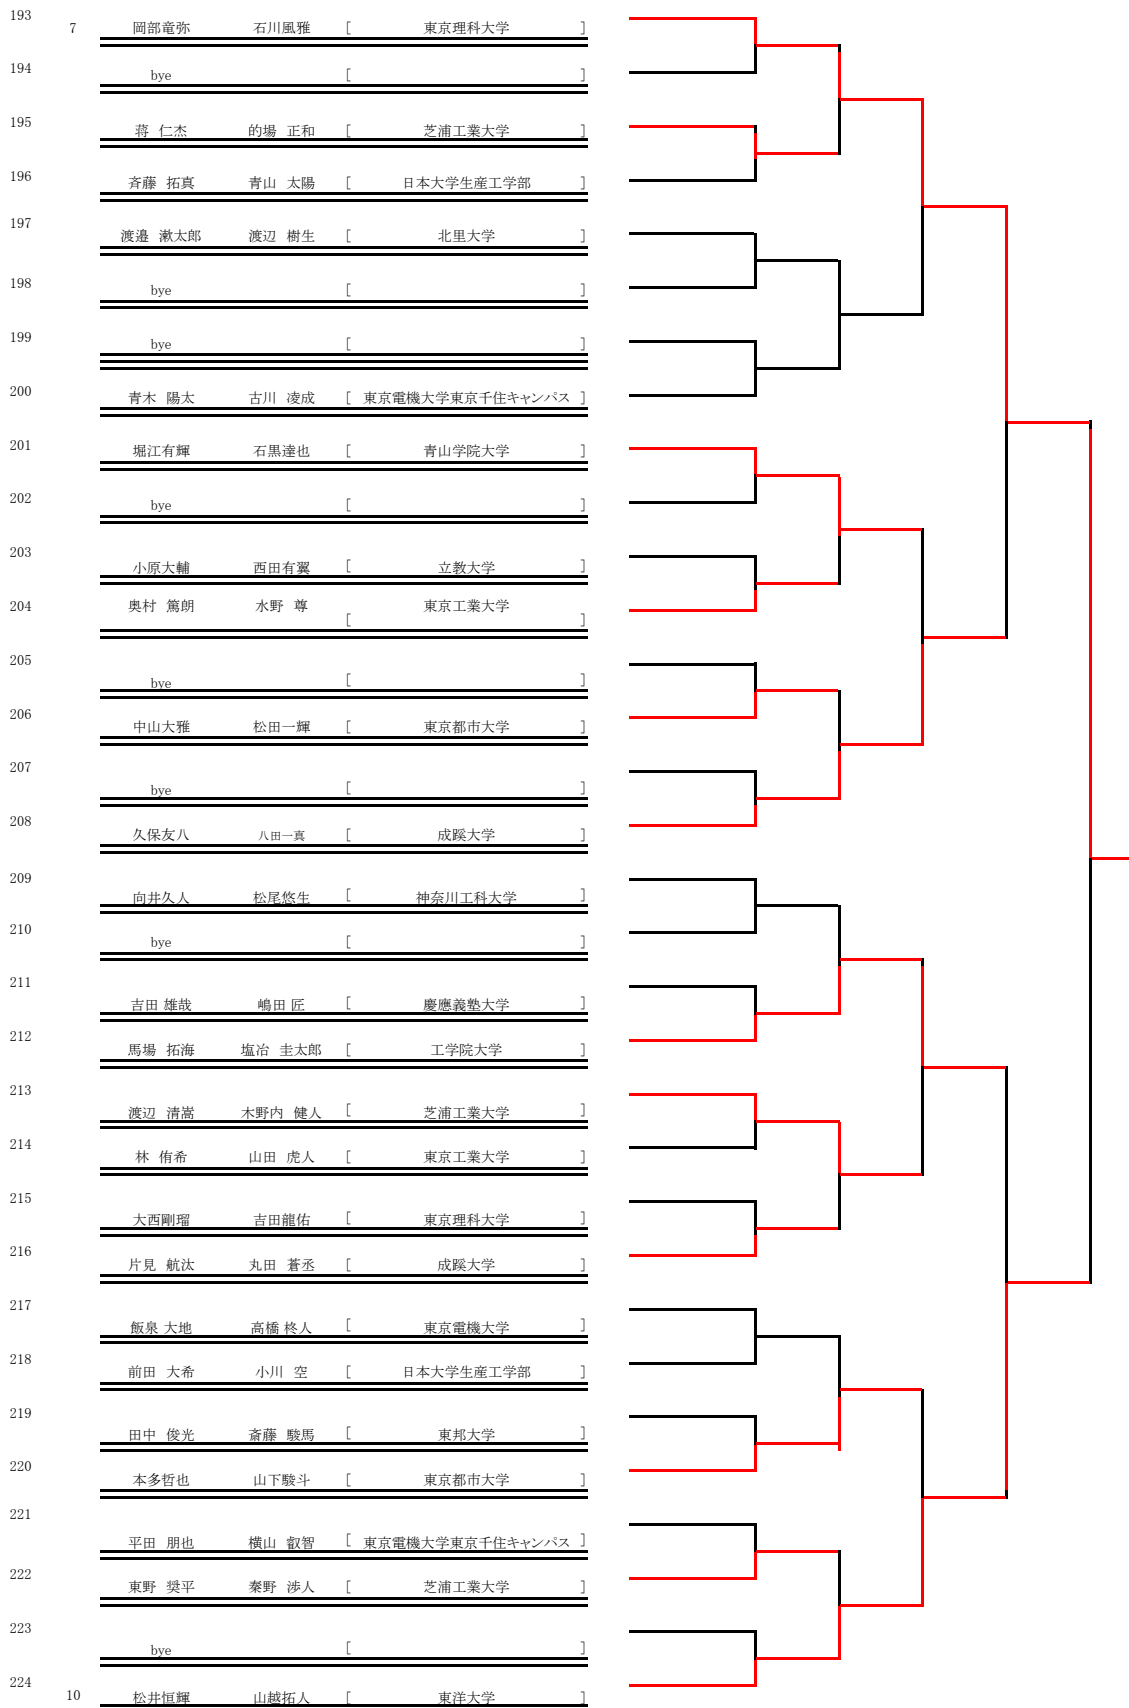 193 7 岡部竜弥 石川風雅 [ 東京理科大学 ]
194 bye [ ]
195 蒋 仁杰 的場 正和 [ 芝浦工業大学 ]
196 斉藤 拓真 青山 太陽 [ 日本大学生産工学部 ]
197 渡邉 漱太郎 渡辺 樹生 [ 北里大学 ]
198 bye [ ]
199 bye [ ]
200 青木 陽太 古川 凌成 [ 東京電機大学東京千住キャンパス ]
201 堀江有輝 石黒達也 [ 青山学院大学 ]
202 bye [ ]
203 小原大輔 西田有翼 [ 立教大学 ]
204 奥村 篤朗 水野 尊 [ 東京工業大学 ]
205 bye [ ]
206 中山大雅 松田一輝 [ 東京都市大学 ]
207 bye [ ]
208 久保友八 八田一真 [ 成蹊大学 ]
209 向井久人 松尾悠生 [ 神奈川工科大学 ]
210 bye [ ]
211 吉田 雄哉 嶋田 匠 [ 慶應義塾大学 ]
212 馬場 拓海 塩冶 圭太郎 [ 工学院大学 ]
213 渡辺 清嵩 木野内 健人 [ 芝浦工業大学 ]
214 林 侑希 山田 虎人 [ 東京工業大学 ]
215 大西剛瑠 吉田龍佑 [ 東京理科大学 ]
216 片見 航汰 丸田 蒼丞 [ 成蹊大学 ]
217 飯泉 大地 高橋 柊人 [ 東京電機大学 ]
218 前田 大希 小川 空 [ 日本大学生産工学部 ]
219 田中 俊光 斎藤 駿馬 [ 東邦大学 ]
220 本多哲也 山下駿斗 [ 東京都市大学 ]
221 平田 朋也 横山 叡智 [ 東京電機大学東京千住キャンパス ]
222 東野 奨平 秦野 渉人 [ 芝浦工業大学 ]
223 bye [ ]
224 10 松井恒輝 山越拓人 [ 東洋大学 ]